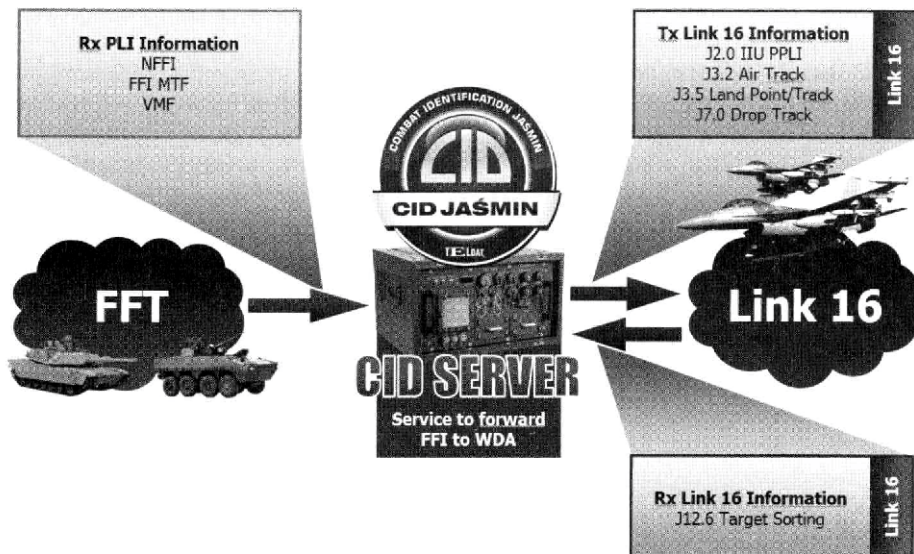 Rx PLI Information
NFFI
FFI MTF
VMF
Tx Link 16 Information
J2.0 IIU PPLI
J3.2 Air Track
J3.5 Land Point/Track
J7.0 Drop Track
Link 16
COMBAT IDENTIFICATION JASMIN
CID
CID JAŚMIN
TELDAT
FFT
Link 16
CID SERVER
Service to forward
FFI to WDA
Rx Link 16 Information
J12.6 Target Sorting
Link 16